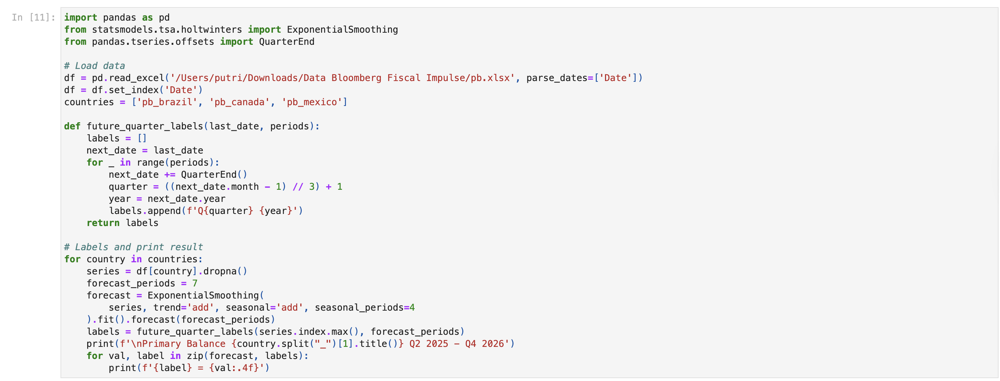 In [11]:
import pandas as pd
from statsmodels.tsa.holtwinters import ExponentialSmoothing
from pandas.tseries.offsets import QuarterEnd

# Load data
df = pd.read_excel('/Users/putri/Downloads/Data Bloomberg Fiscal Impulse/pb.xlsx', parse_dates=['Date'])
df = df.set_index('Date')
countries = ['pb_brazil', 'pb_canada', 'pb_mexico']

def future_quarter_labels(last_date, periods):
    labels = []
    next_date = last_date
    for _ in range(periods):
        next_date += QuarterEnd()
        quarter = ((next_date.month - 1) // 3) + 1
        year = next_date.year
        labels.append(f'Q{quarter} {year}')
    return labels

# Labels and print result
for country in countries:
    series = df[country].dropna()
    forecast_periods = 7
    forecast = ExponentialSmoothing(
        series, trend='add', seasonal='add', seasonal_periods=4
    ).fit().forecast(forecast_periods)
    labels = future_quarter_labels(series.index.max(), forecast_periods)
    print(f'\nPrimary Balance {country.split("_")[1].title()} Q2 2025 – Q4 2026')
    for val, label in zip(forecast, labels):
        print(f'{label} = {val:.4f}')